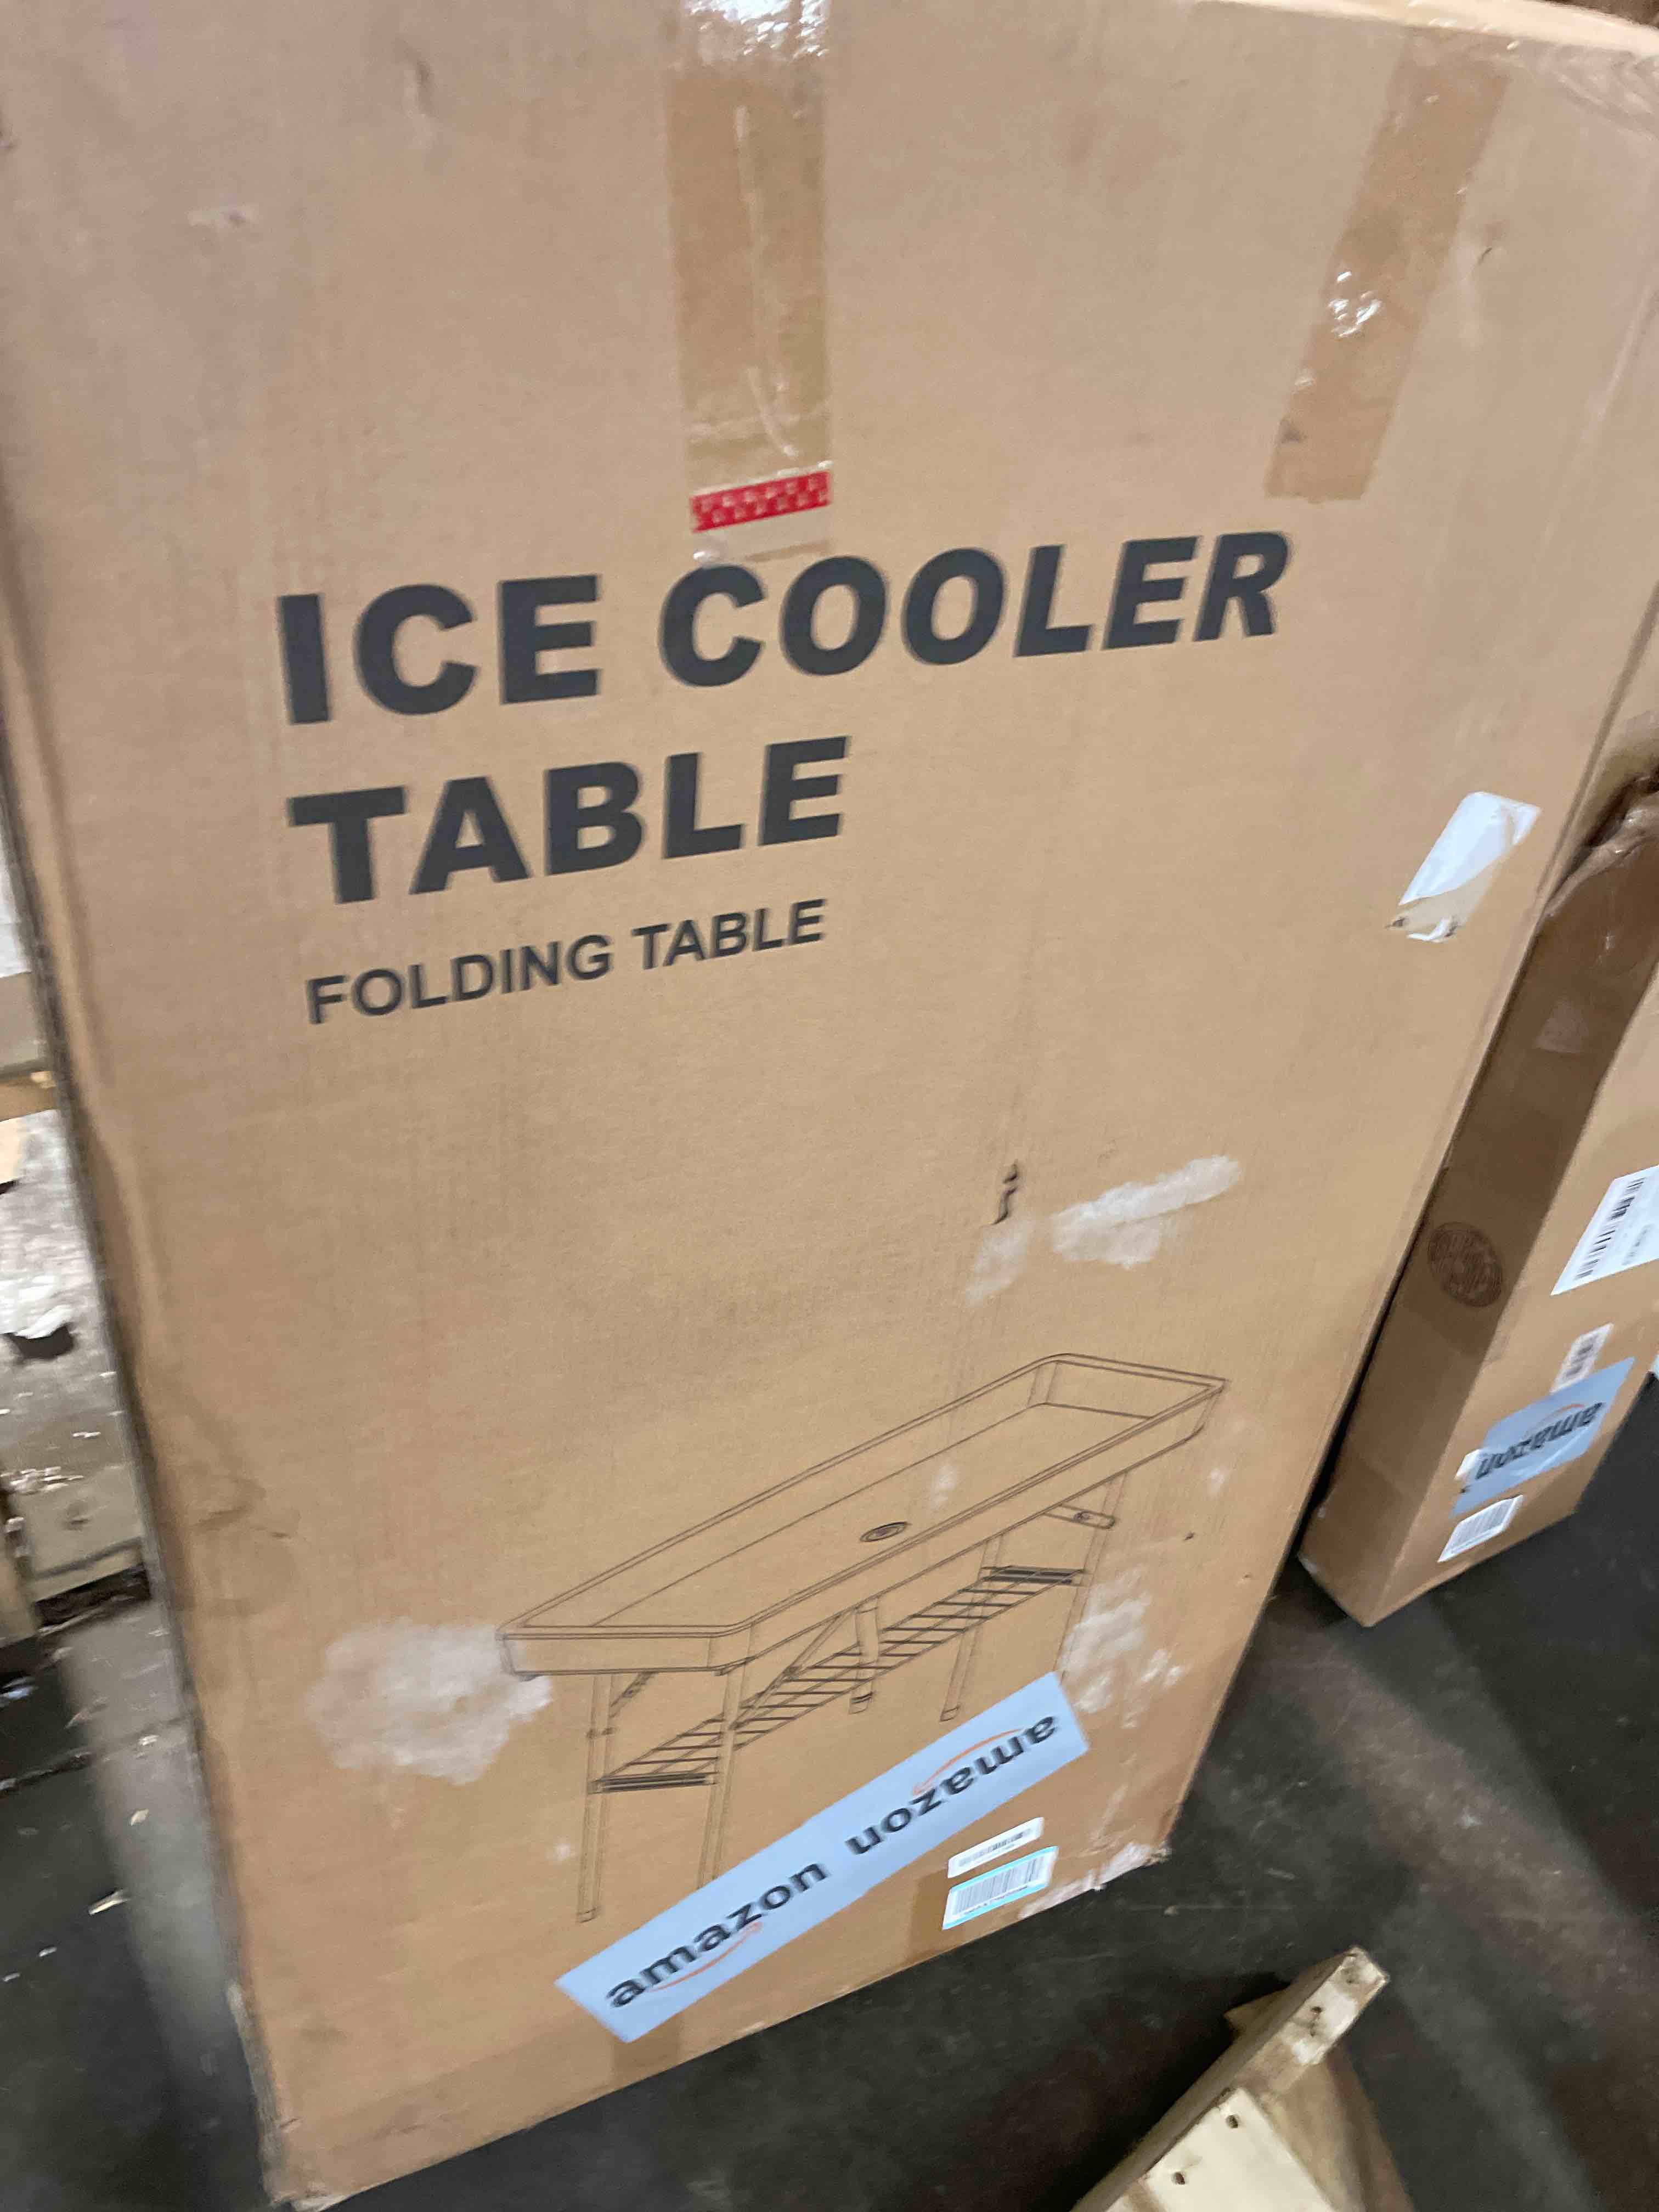 ICE COOLER
TABLE
FOLDING TABLE
amazon
amazon
amazon